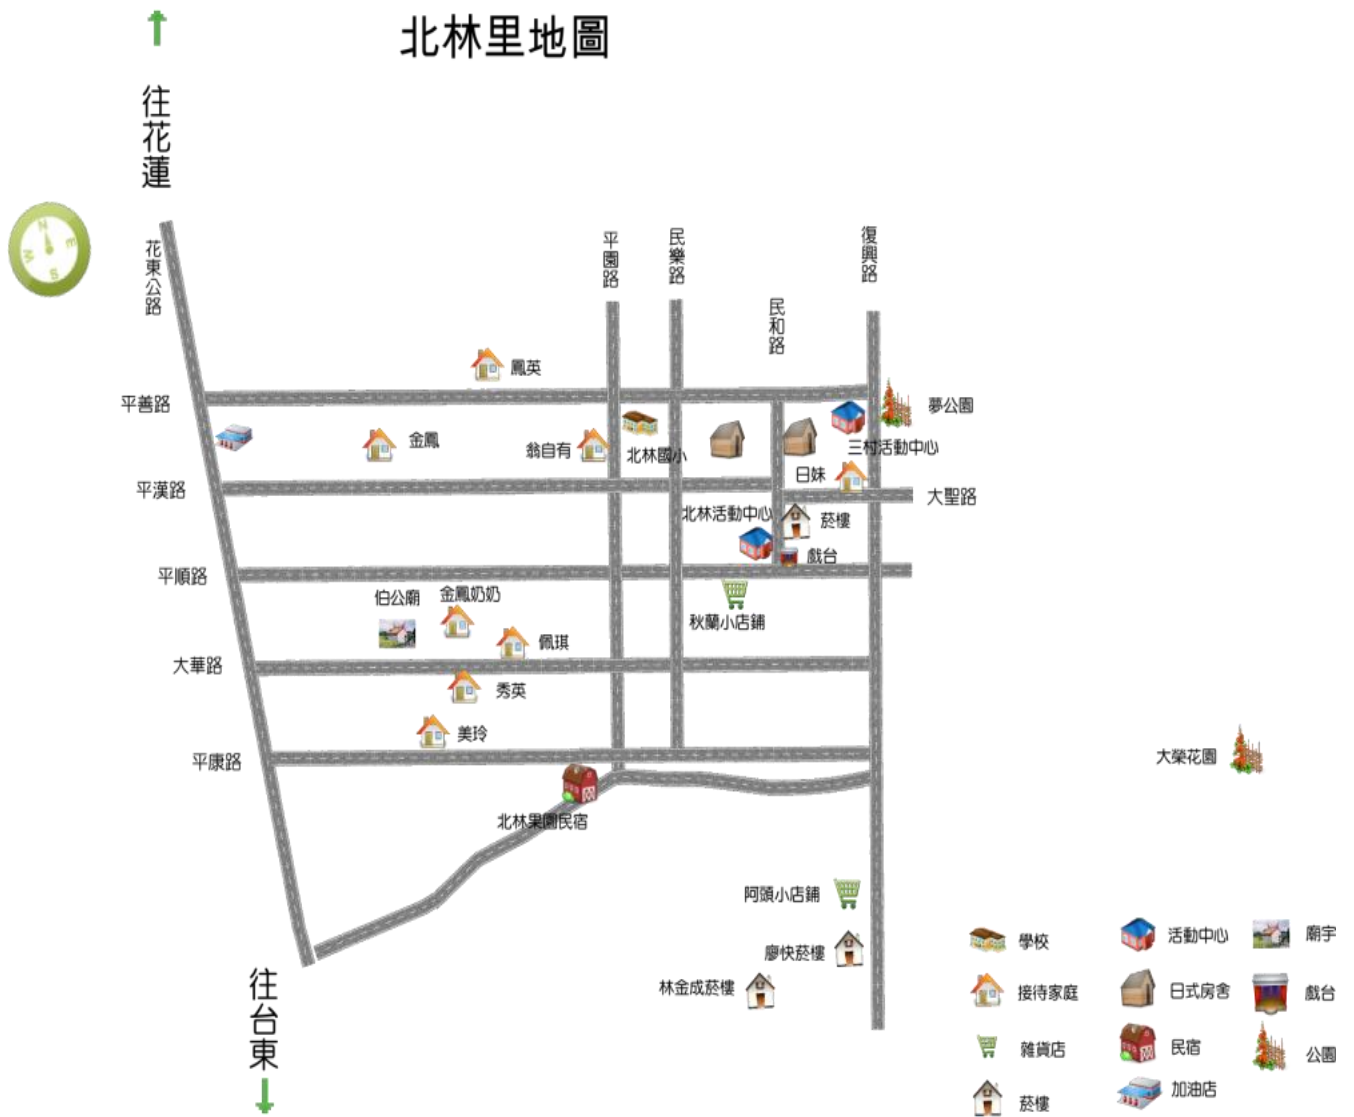 北林里地圖
往花蓮
N
E
S
W
花東公路
平園路
民樂路
民和路
復興路
鳳英
平善路
夢公園
金鳳
翁自有
北林國小
三村活動中心
日妹
平漢路
大聖路
北林活動中心
菸樓
戲台
平順路
伯公廟
金鳳奶奶
秋蘭小店鋪
佩琪
大華路
秀英
美玲
平康路
大榮花園
北林果園民宿
阿頭小店鋪
廖快菸樓
林金成菸樓
往台東
學校
活動中心
廟宇
接待家庭
日式房舍
戲台
雜貨店
民宿
公園
菸樓
加油店